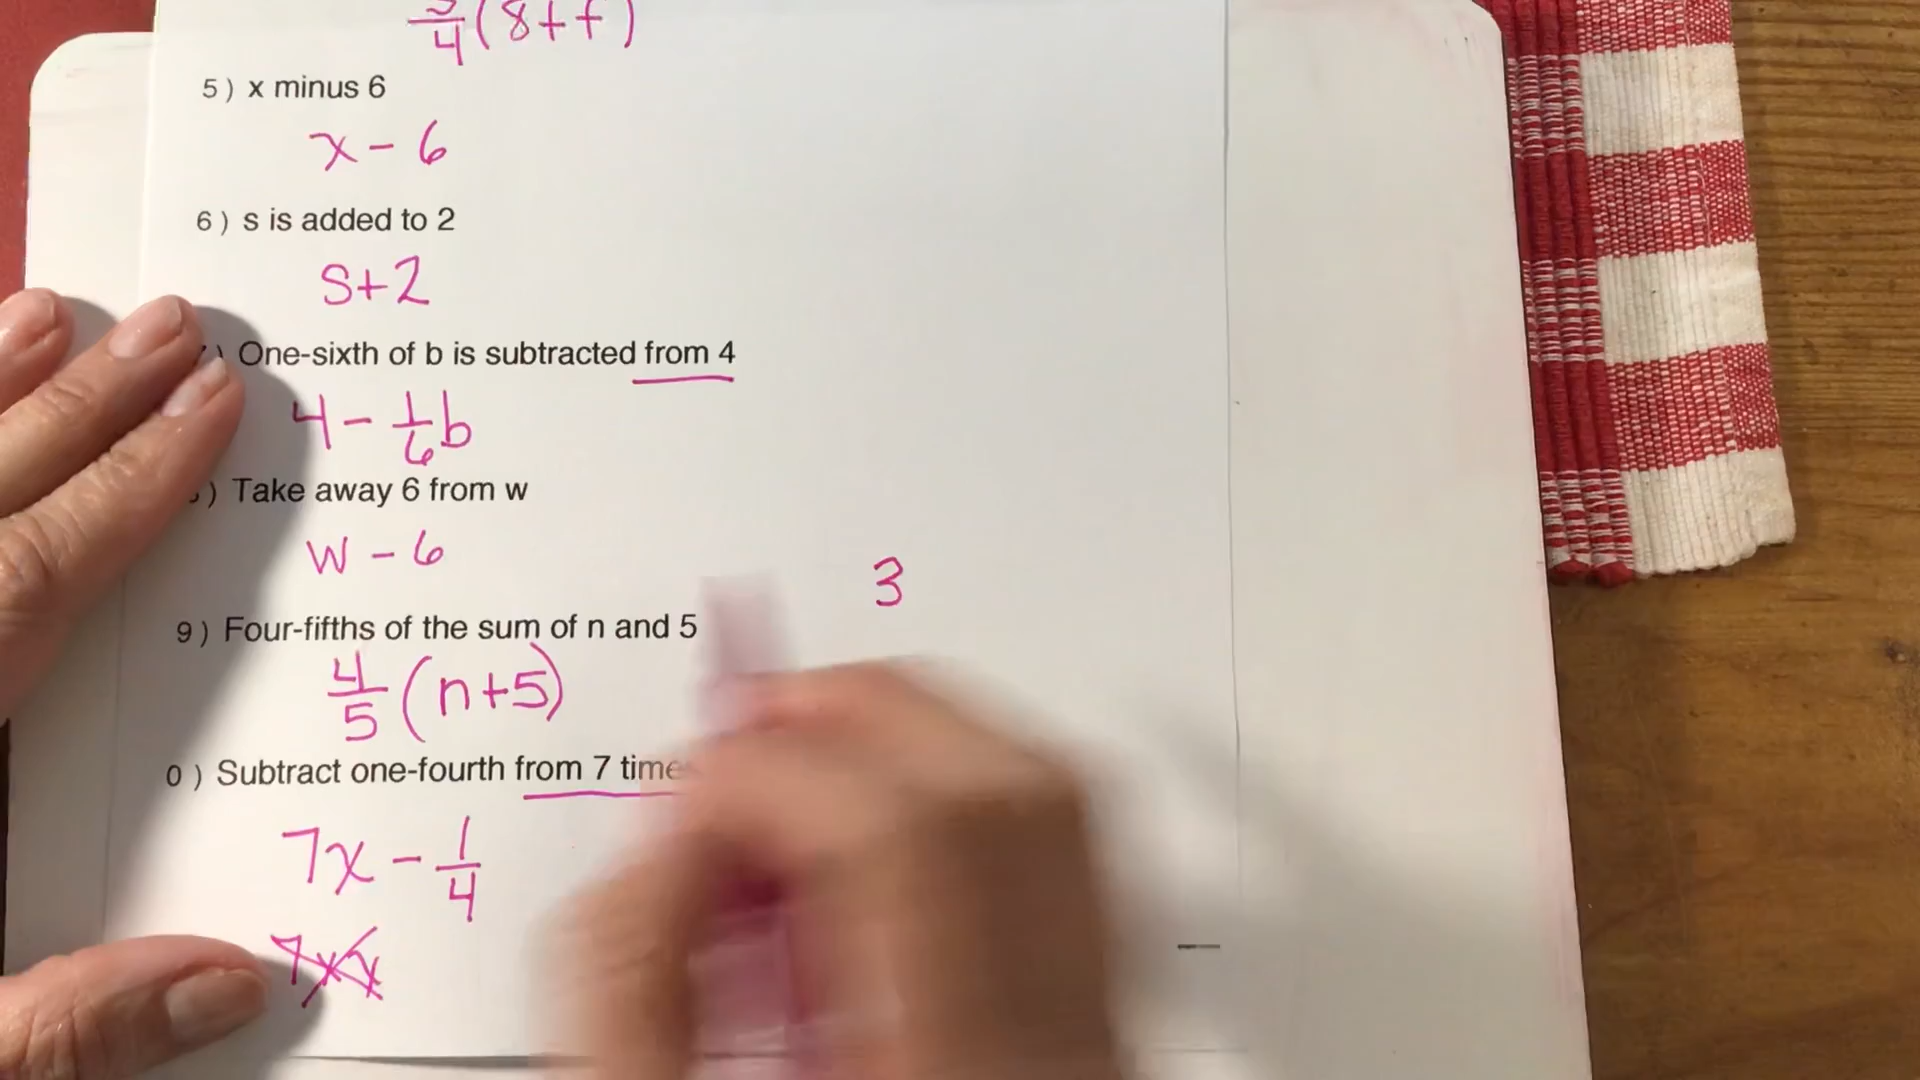 /4 (8+f)
5) x minus 6
x - 6
6) s is added to 2
s+2
) One-sixth of b is subtracted from 4
4 - 1/6 b
) Take away 6 from w
w - 6
3
9) Four-fifths of the sum of n and 5
4/5 (n+5)
0) Subtract one-fourth from 7 time
7x - 1/4